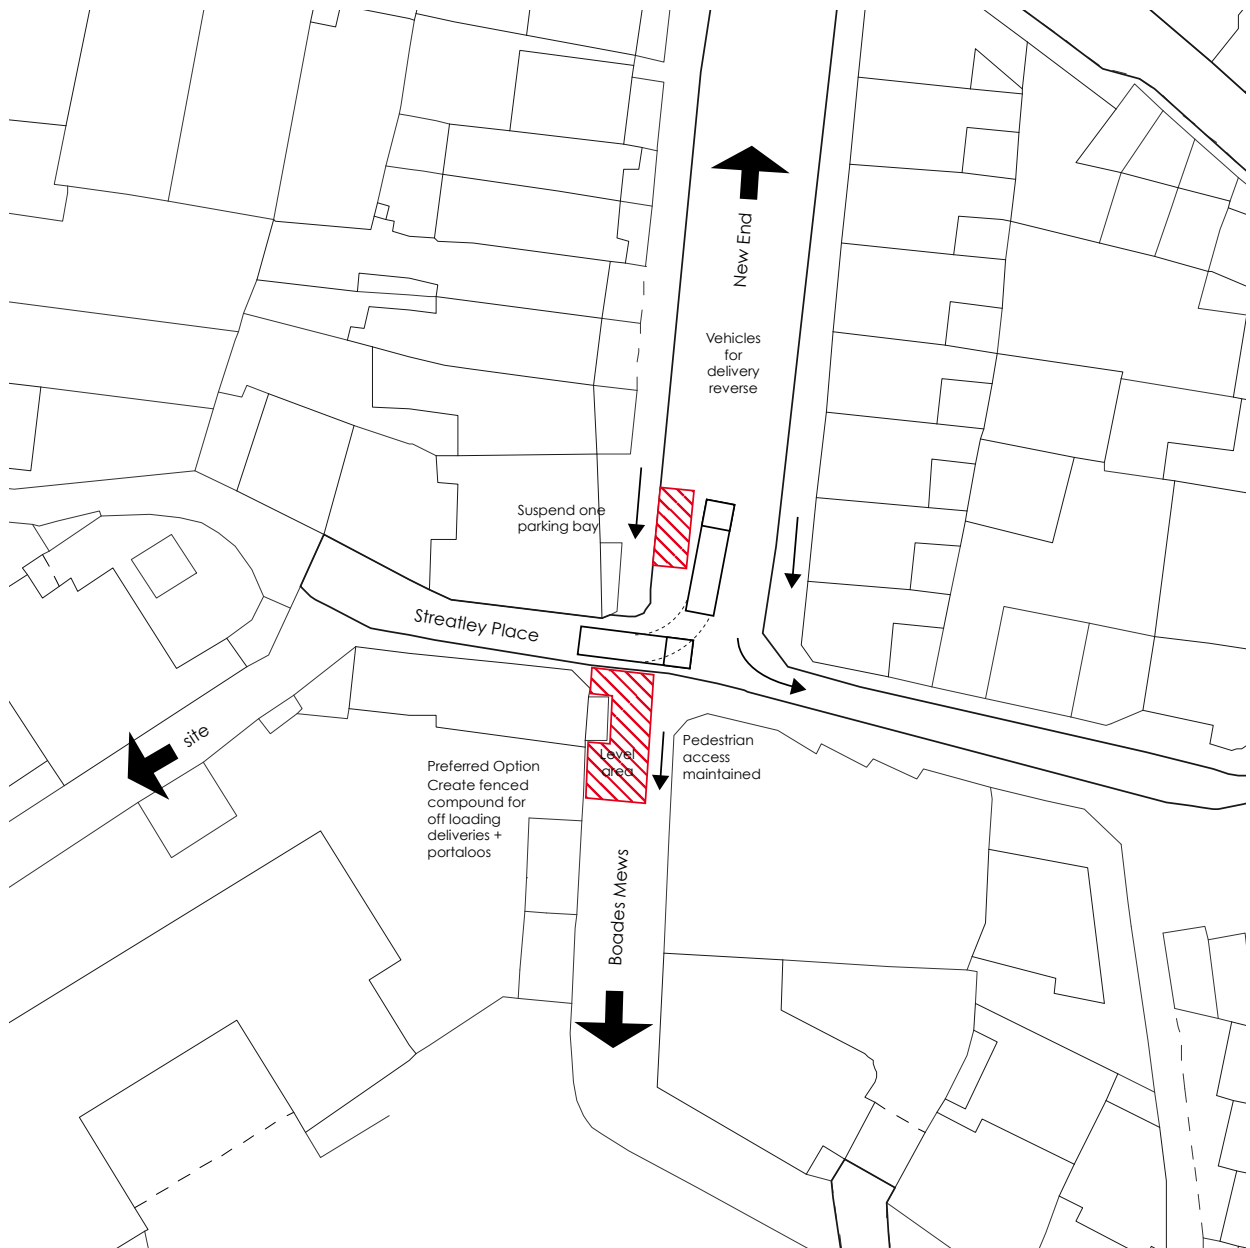 New End
Vehicles
for
delivery
reverse
Suspend one
parking bay
Streatley Place
site
Level
area
Pedestrian
access
maintained
Preferred Option
Create fenced
compound for
off loading
deliveries +
portaloos
Boades Mews